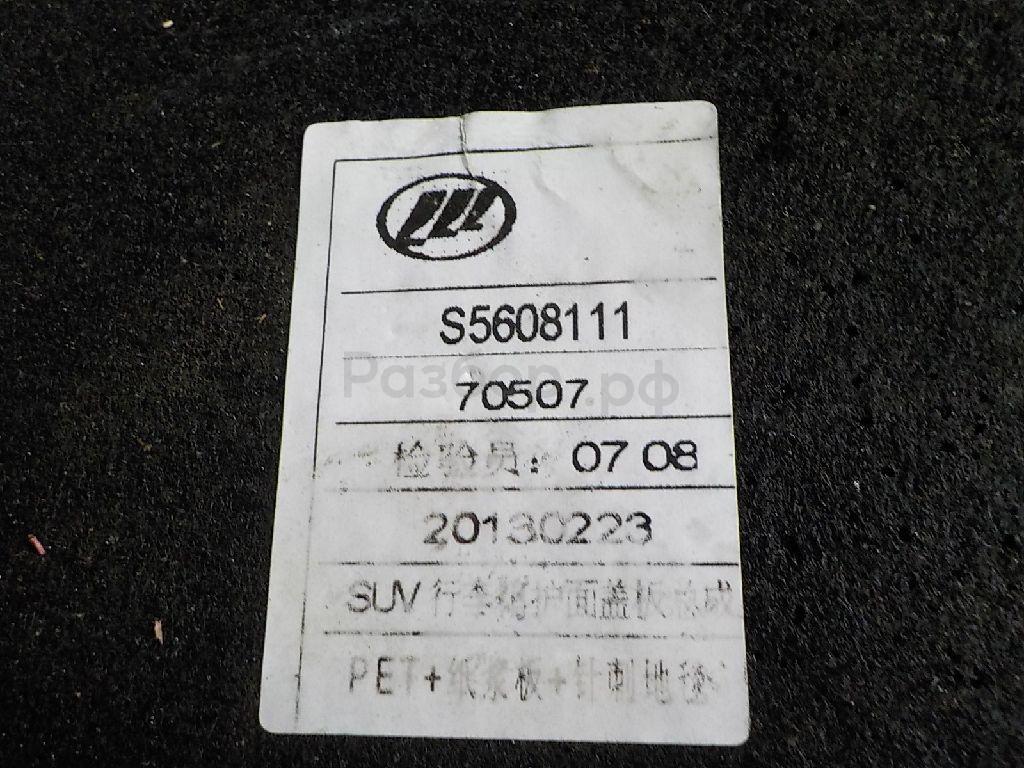 S5608111
Разбор.рф
70507
检验员: 07 08
20130223
SUV 行李箱护面盖板总成
PET+纸浆板+针刺地毯